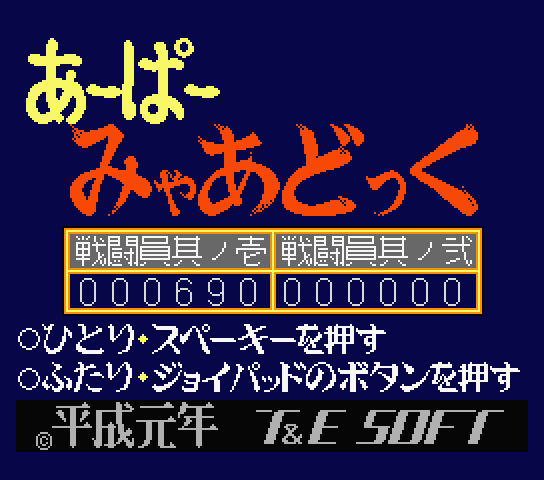 あーぱー
みゃあどっく
戦闘員其ノ壱 戦闘員其ノ弐
000690 000000
○ひとり・スペーキーを押す
○ふたり・ジョイパッドのボタンを押す
©平成元年 T&E SOFT